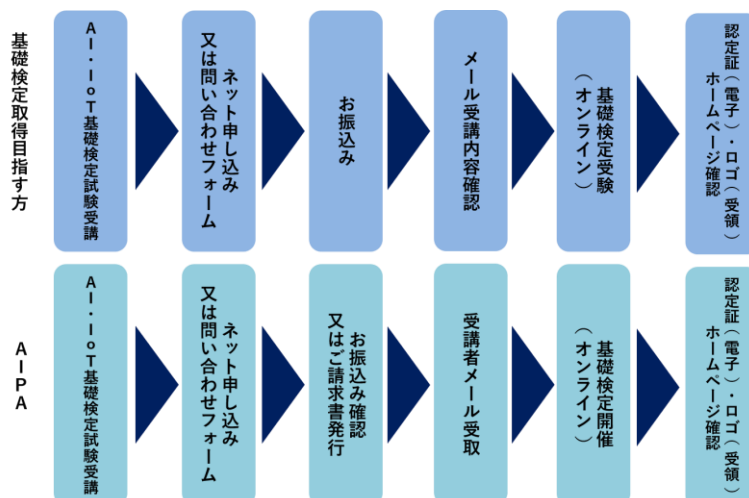 基礎検定取得目指す方
AI・IoT基礎検定試験受講
ネット申し込み
又は問い合わせフォーム
お振込み
メール受講内容確認
基礎検定受験
（オンライン）
認定証（電子）・ロゴ（受領）
ホームページ確認
AIPA
AI・IoT基礎検定試験受講
ネット申し込み
又は問い合わせフォーム
お振込み確認
又はご請求書発行
受講者メール受取
基礎検定開催
（オンライン）
認定証（電子）・ロゴ（受領）
ホームページ確認